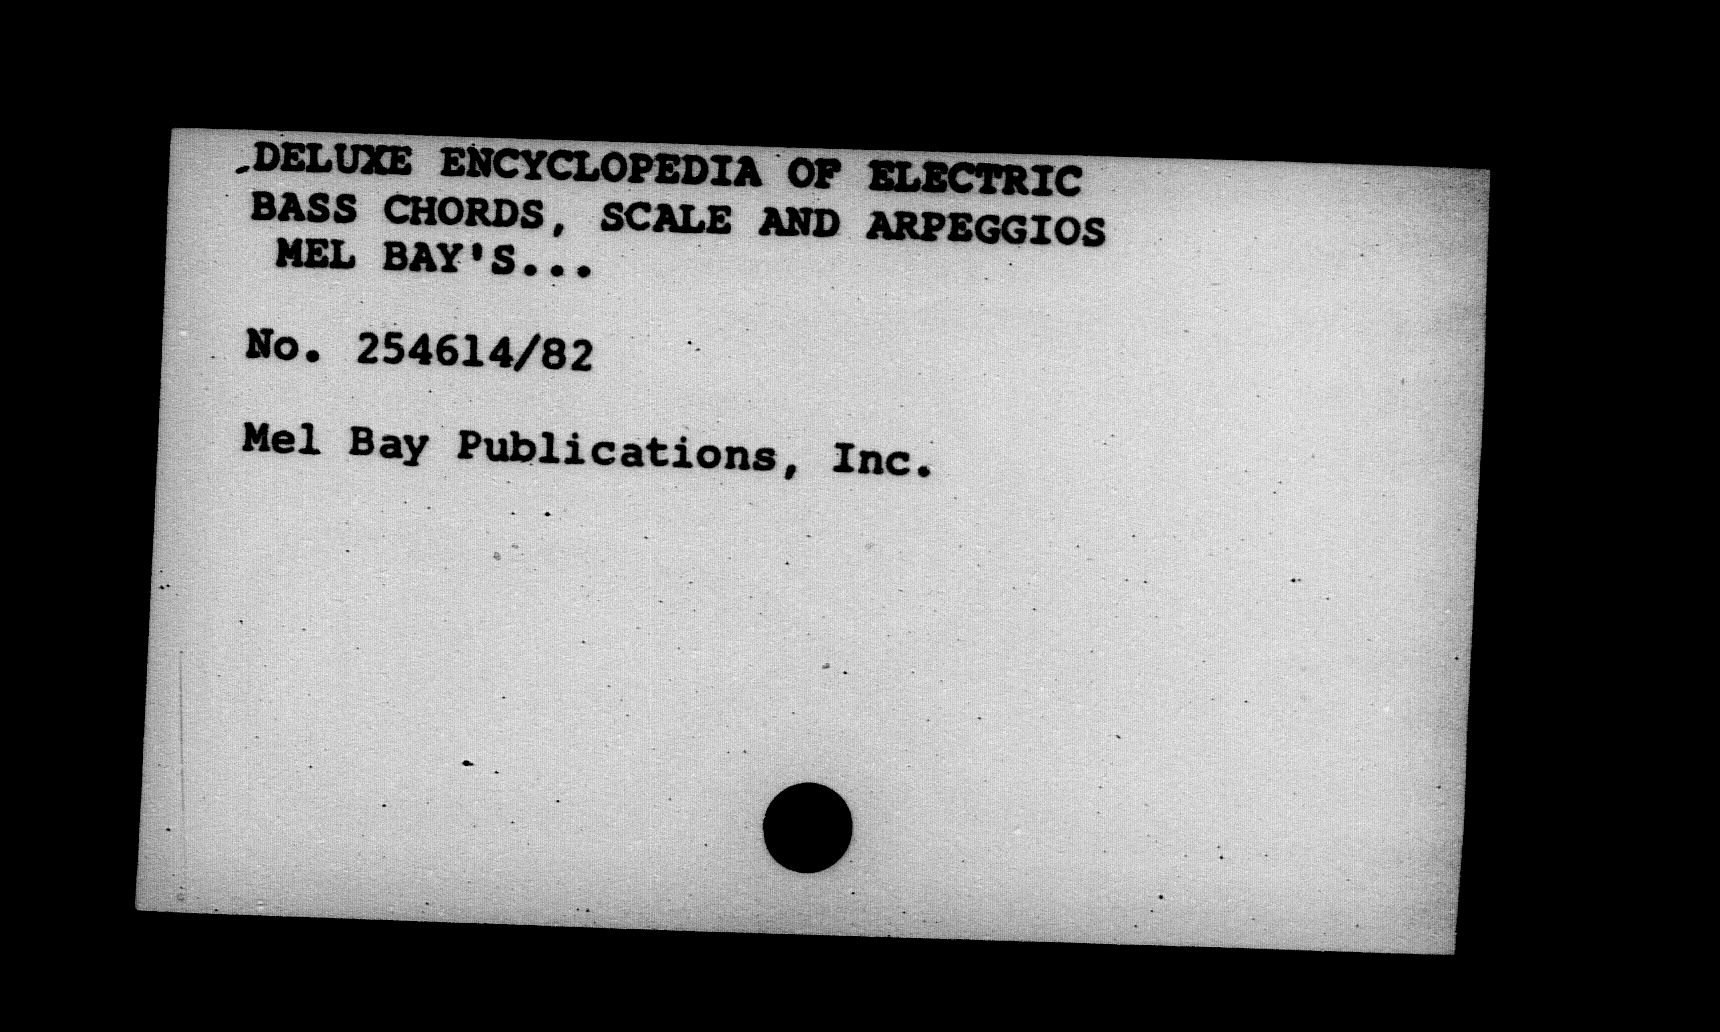 DELUXE ENCYCLOPEDIA OF ELECTRIC
BASS CHORDS, SCALE AND ARPEGGIOS
MEL BAY'S...
No. 254614/82
Mel Bay Publications, Inc.